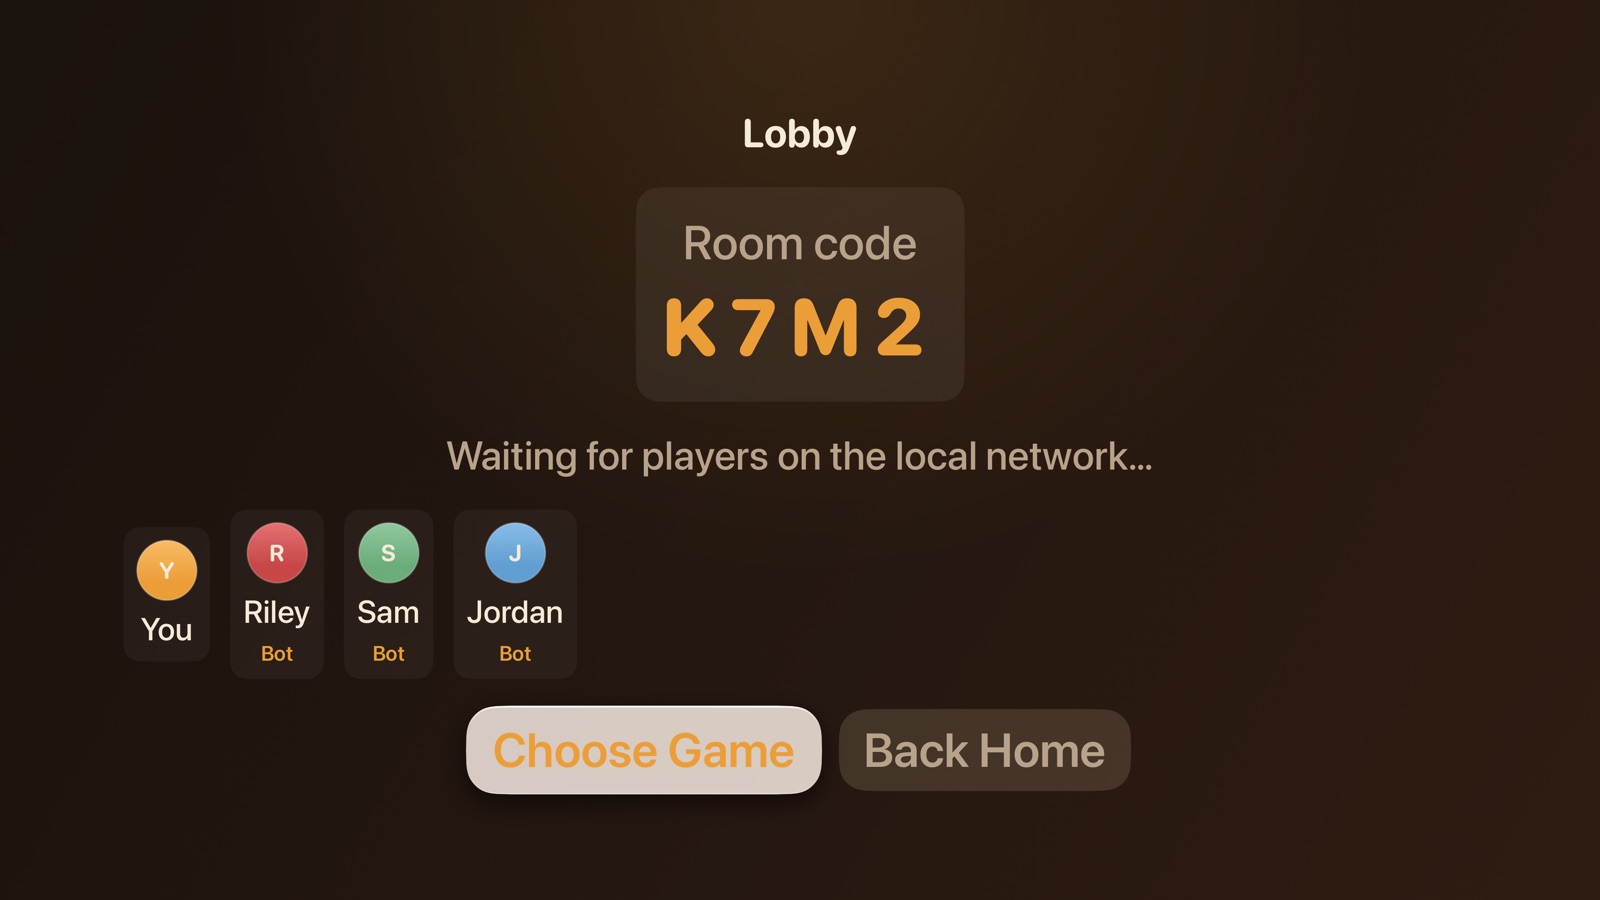 Lobby
Room code
K7M2
Waiting for players on the local network...
Y
You
R
Riley
Bot
S
Sam
Bot
J
Jordan
Bot
Choose Game
Back Home